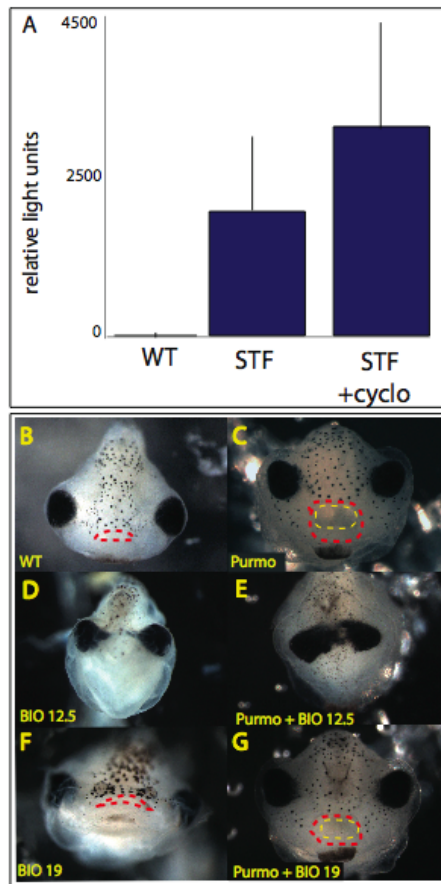 A
4500
relative light units
2500
0
WT
STF
STF
+cyclo
B
WT
C
Purmo
D
BIO 12.5
E
Purmo + BIO 12.5
F
BIO 19
G
Purmo + BIO 19